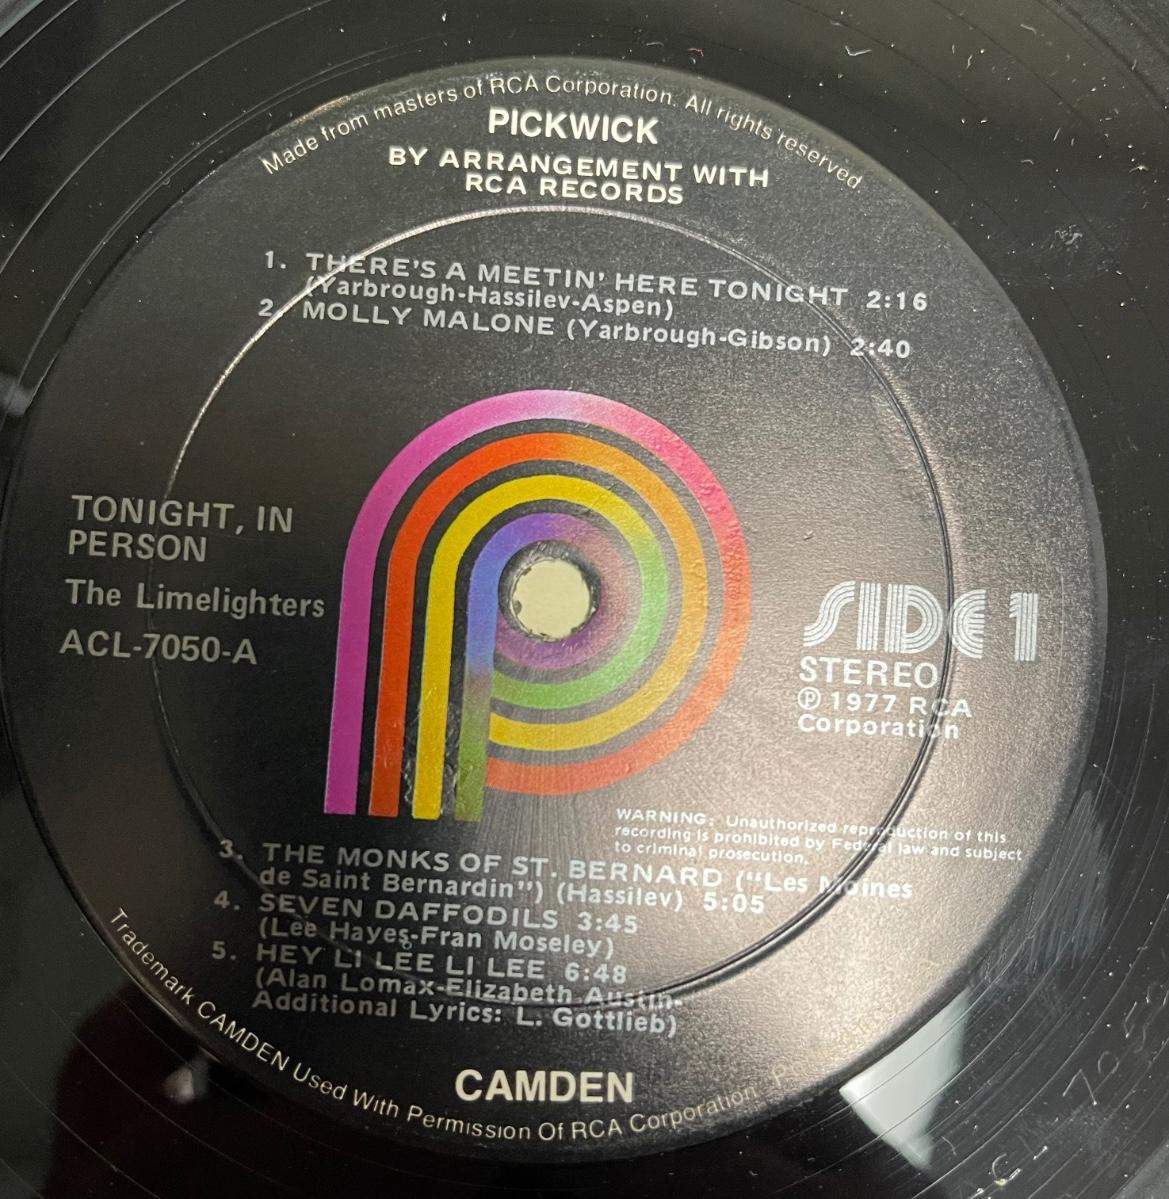 Made from masters of RCA Corporation. All rights reserved
PICKWICK
BY ARRANGEMENT WITH
RCA RECORDS
1. THERE'S A MEETIN' HERE TONIGHT 2:16
(Yarbrough-Hassilev-Aspen)
2. MOLLY MALONE (Yarbrough-Gibson) 2:40
TONIGHT, IN
PERSON
The Limelighters
ACL-7050-A
SIDE 1
STEREO
℗ 1977 RCA
Corporation
WARNING: Unauthorized reproduction of this
recording is prohibited by Federal law and subject
to criminal prosecution.
3. THE MONKS OF ST. BERNARD ("Les Moines
de Saint Bernardin") (Hassilev) 5:05
4. SEVEN DAFFODILS 3:45
(Lee Hayes-Fran Moseley)
5. HEY LI LEE LI LEE 6:48
(Alan Lomax-Elizabeth Austin-
Additional Lyrics: L. Gottlieb)
CAMDEN
Trademark CAMDEN Used With Permission Of RCA Corporation.
CL 705